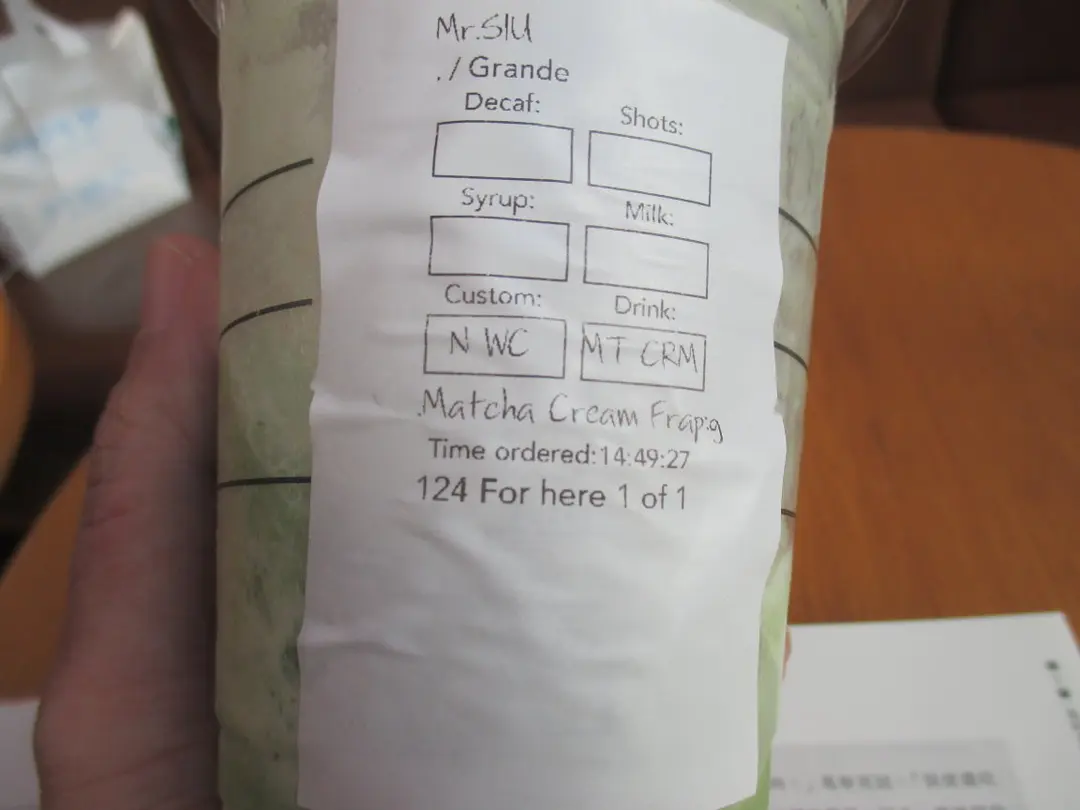 Mr.SIU
./ Grande
Decaf: Shots:
Syrup: Milk:
Custom: Drink:
N WC MT CRM
.Matcha Cream Frap:g
Time ordered:14:49:27
124 For here 1 of 1